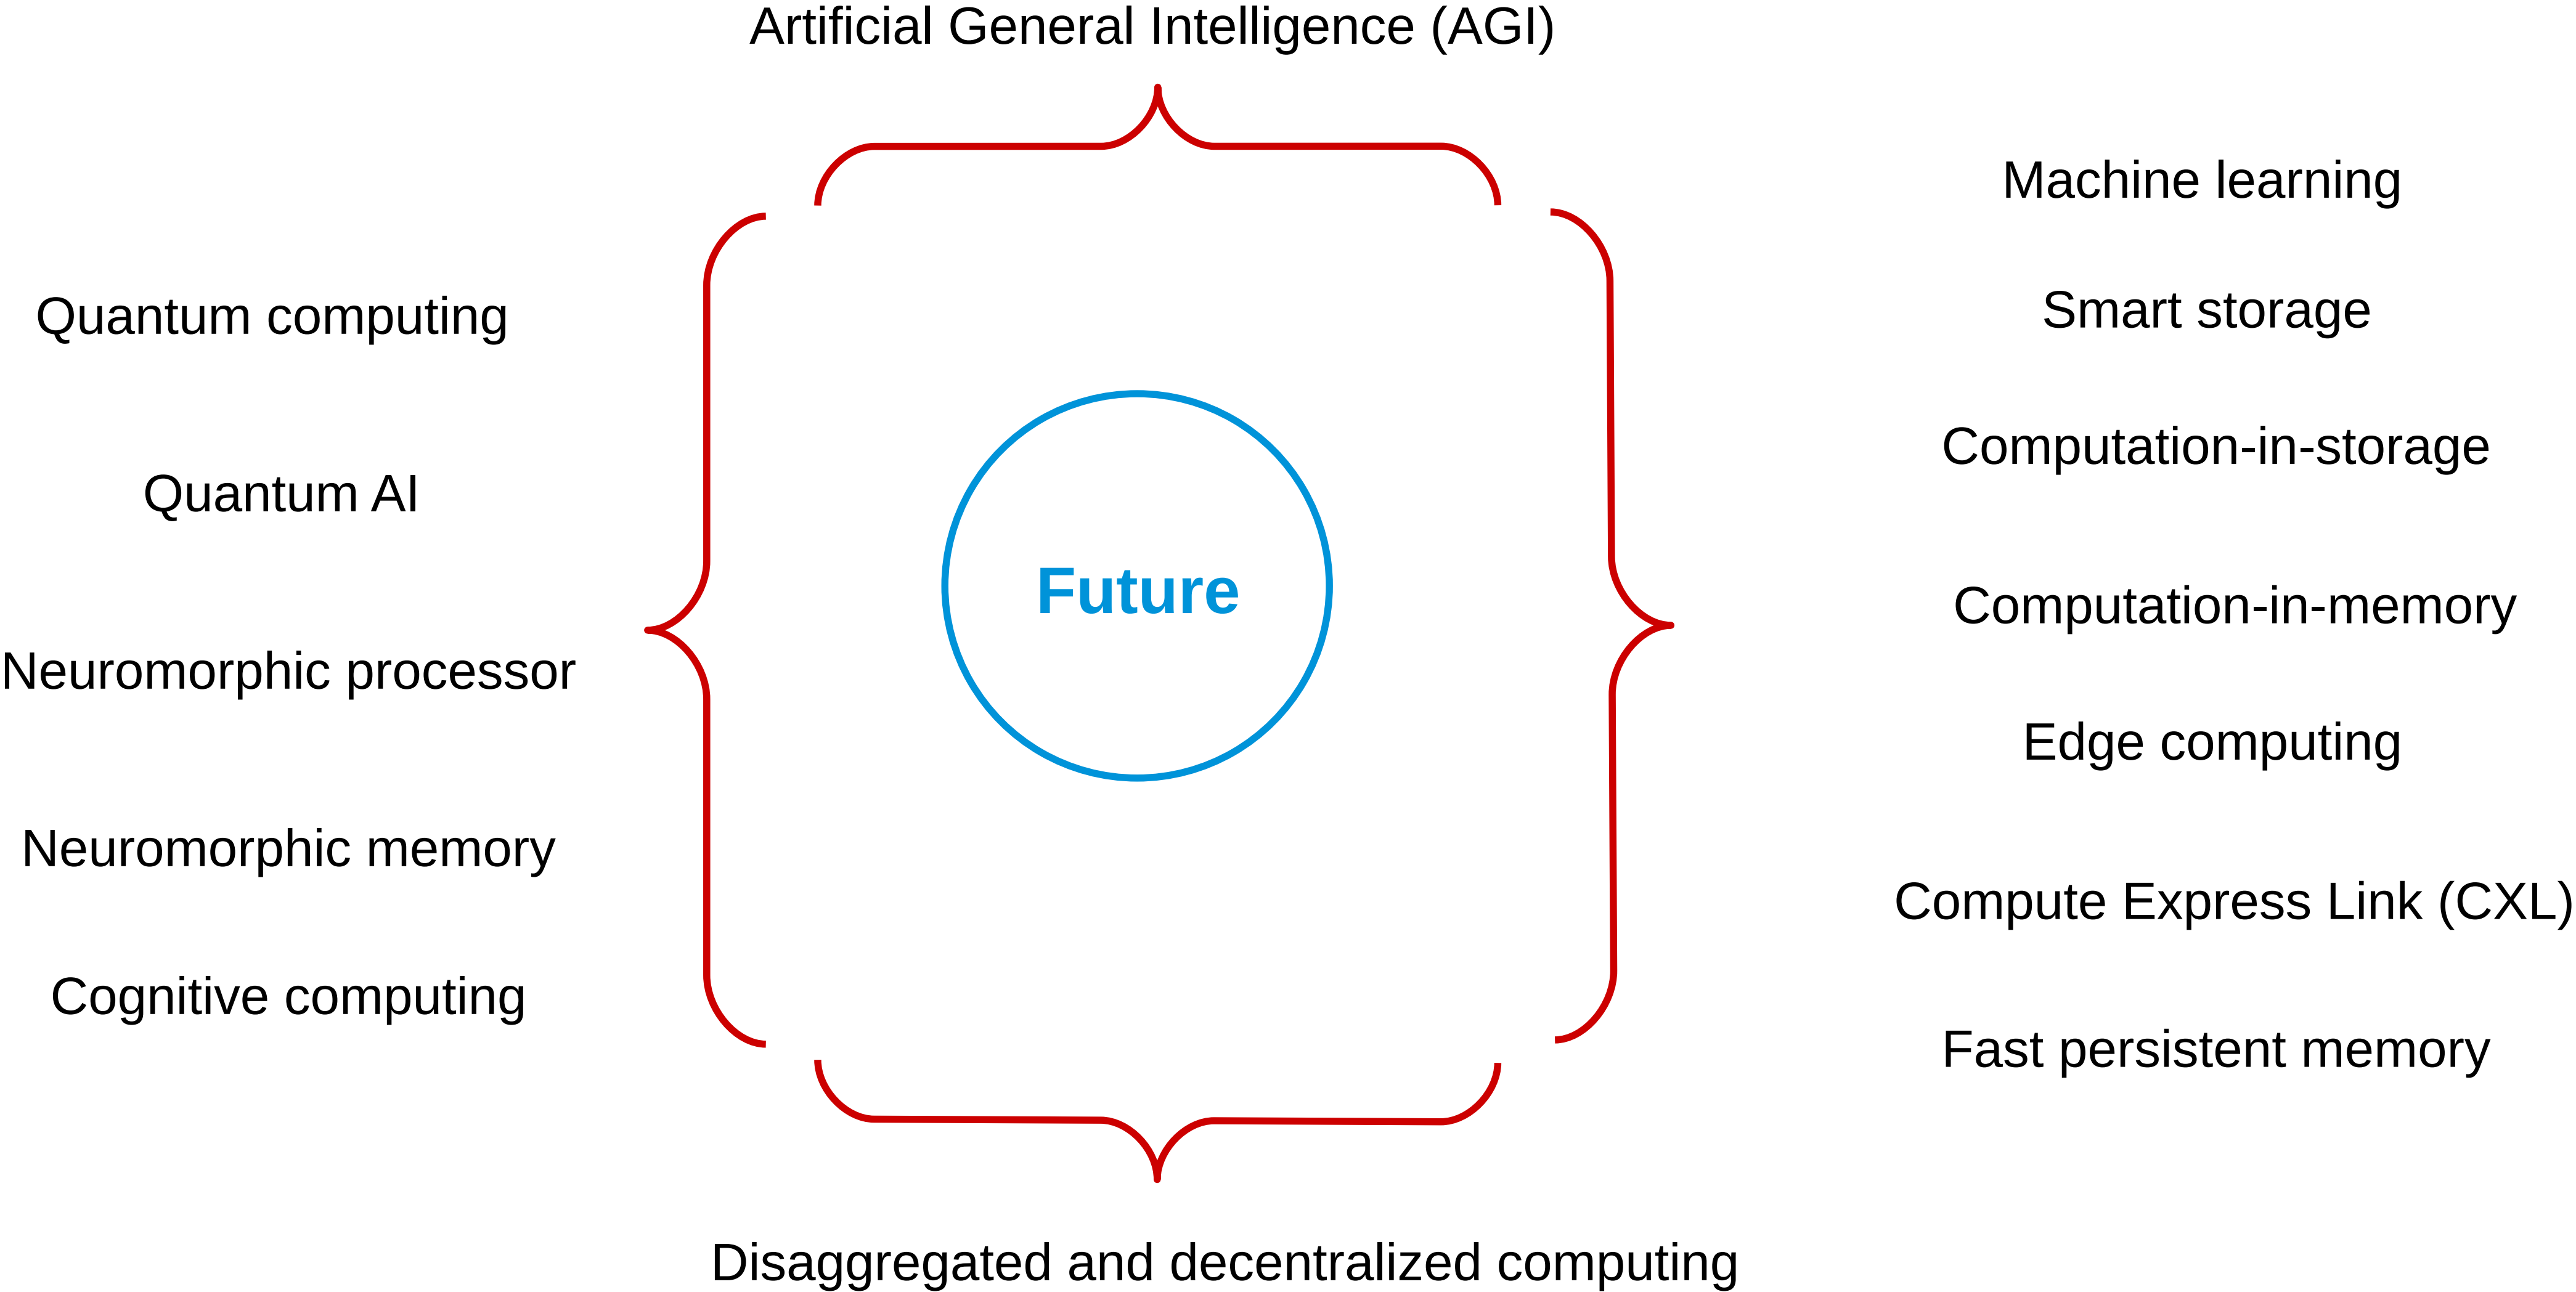 Artificial General Intelligence (AGI)
Quantum computing
Quantum AI
Neuromorphic processor
Neuromorphic memory
Cognitive computing
Future
Machine learning
Smart storage
Computation-in-storage
Computation-in-memory
Edge computing
Compute Express Link (CXL)
Fast persistent memory
Disaggregated and decentralized computing